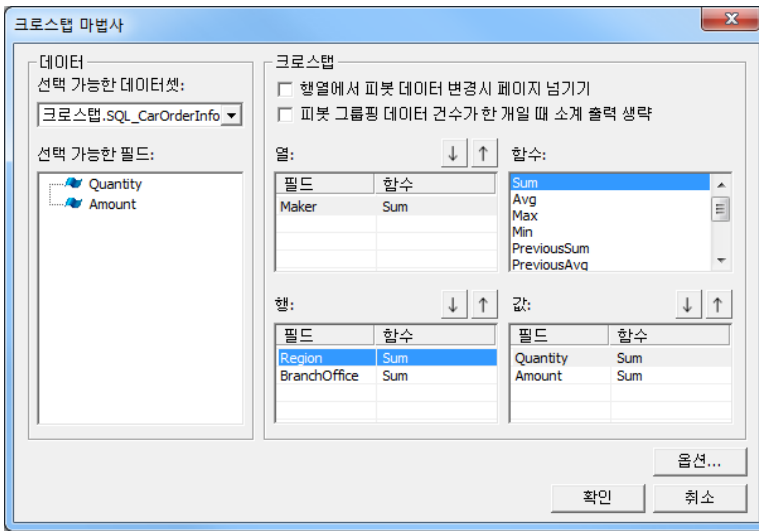 크로스탭 마법사
데이터
선택 가능한 데이터셋:
크로스탭.SQL_CarOrderInfo
선택 가능한 필드:
Quantity
Amount
크로스탭
행열에서 피봇 데이터 변경시 페이지 넘기기
피봇 그룹핑 데이터 건수가 한 개일 때 소계 출력 생략
열:
필드 함수
Maker Sum
함수:
Sum
Avg
Max
Min
PreviousSum
PreviousAvg
행:
필드 함수
Region Sum
BranchOffice Sum
값:
필드 함수
Quantity Sum
Amount Sum
옵션...
확인 취소